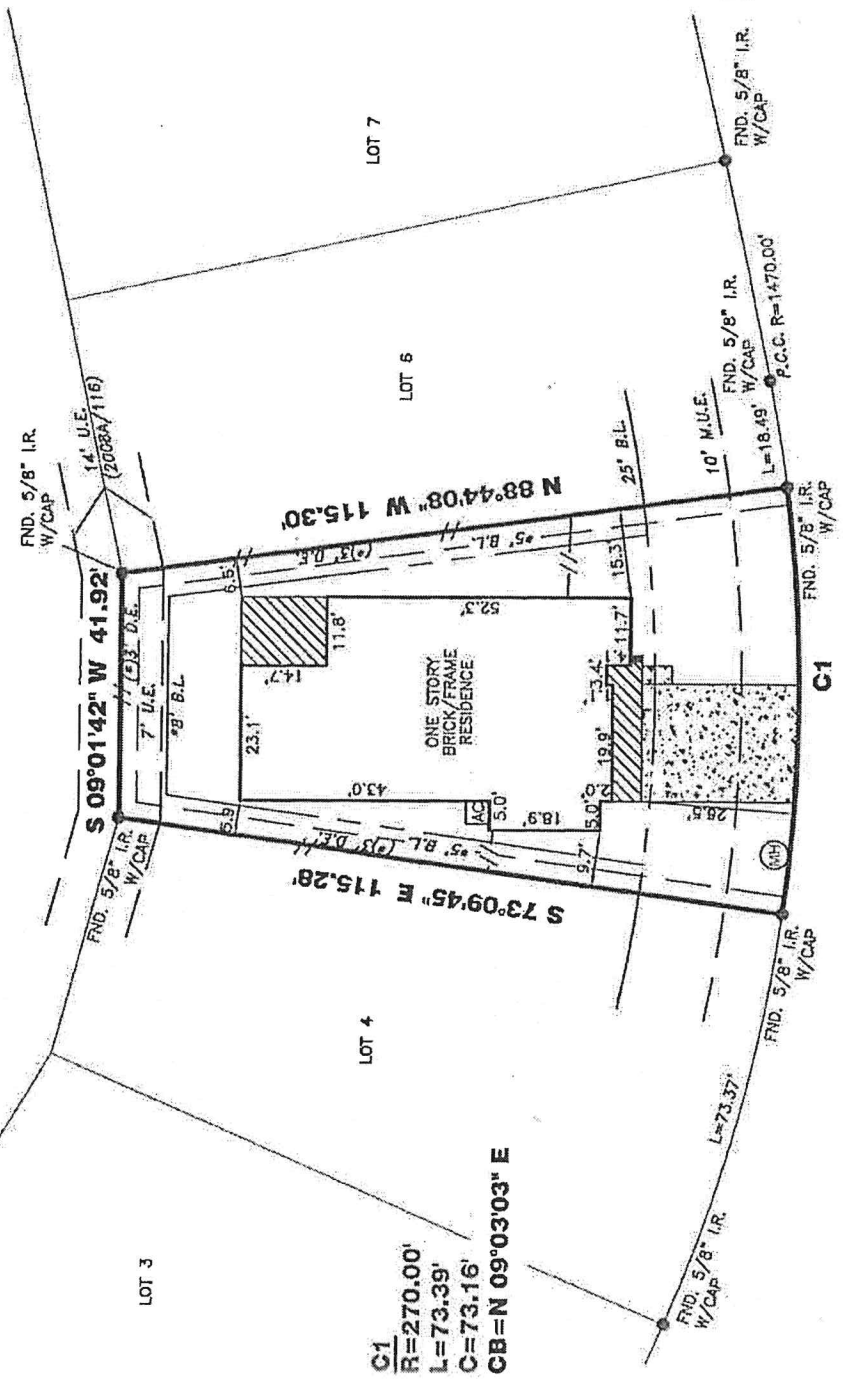 FND. 5/8" I.R.
W/CAP
14' U.E.
(2008A/116)
S 09°01'42" W 41.92'
(*)3' D.E.
7' U.E.
*8' B.L.
FND. 5/8" I.R.
W/CAP
LOT 7
LOT 6
LOT 4
LOT 3
N 88°44'08" W 115.30'
S 73°09'45" E 115.28'
6.5'
5.9'
(*)3' D.E.
*5' B.L.
*5' B.L.
(*)3' D.E.
14.7'
11.8'
23.1'
43.0'
52.3'
ONE STORY
BRICK/FRAME
RESIDENCE
AC
5.0'
18.9'
5.0'
9.7'
2.0'
19.9'
3.4'
11.7'
15.3'
25' B.L.
10' M.U.E.
MH
C1
L=18.49'
P.C.C. R=1470.00'
FND. 5/8" I.R.
W/CAP
FND. 5/8" I.R.
W/CAP
FND. 5/8" I.R.
W/CAP
FND. 5/8" I.R.
W/CAP
L=73.37'
FND. 5/8" I.R.
W/CAP
C1
R=270.00'
L=73.39'
C=73.16'
CB=N 09°03'03" E